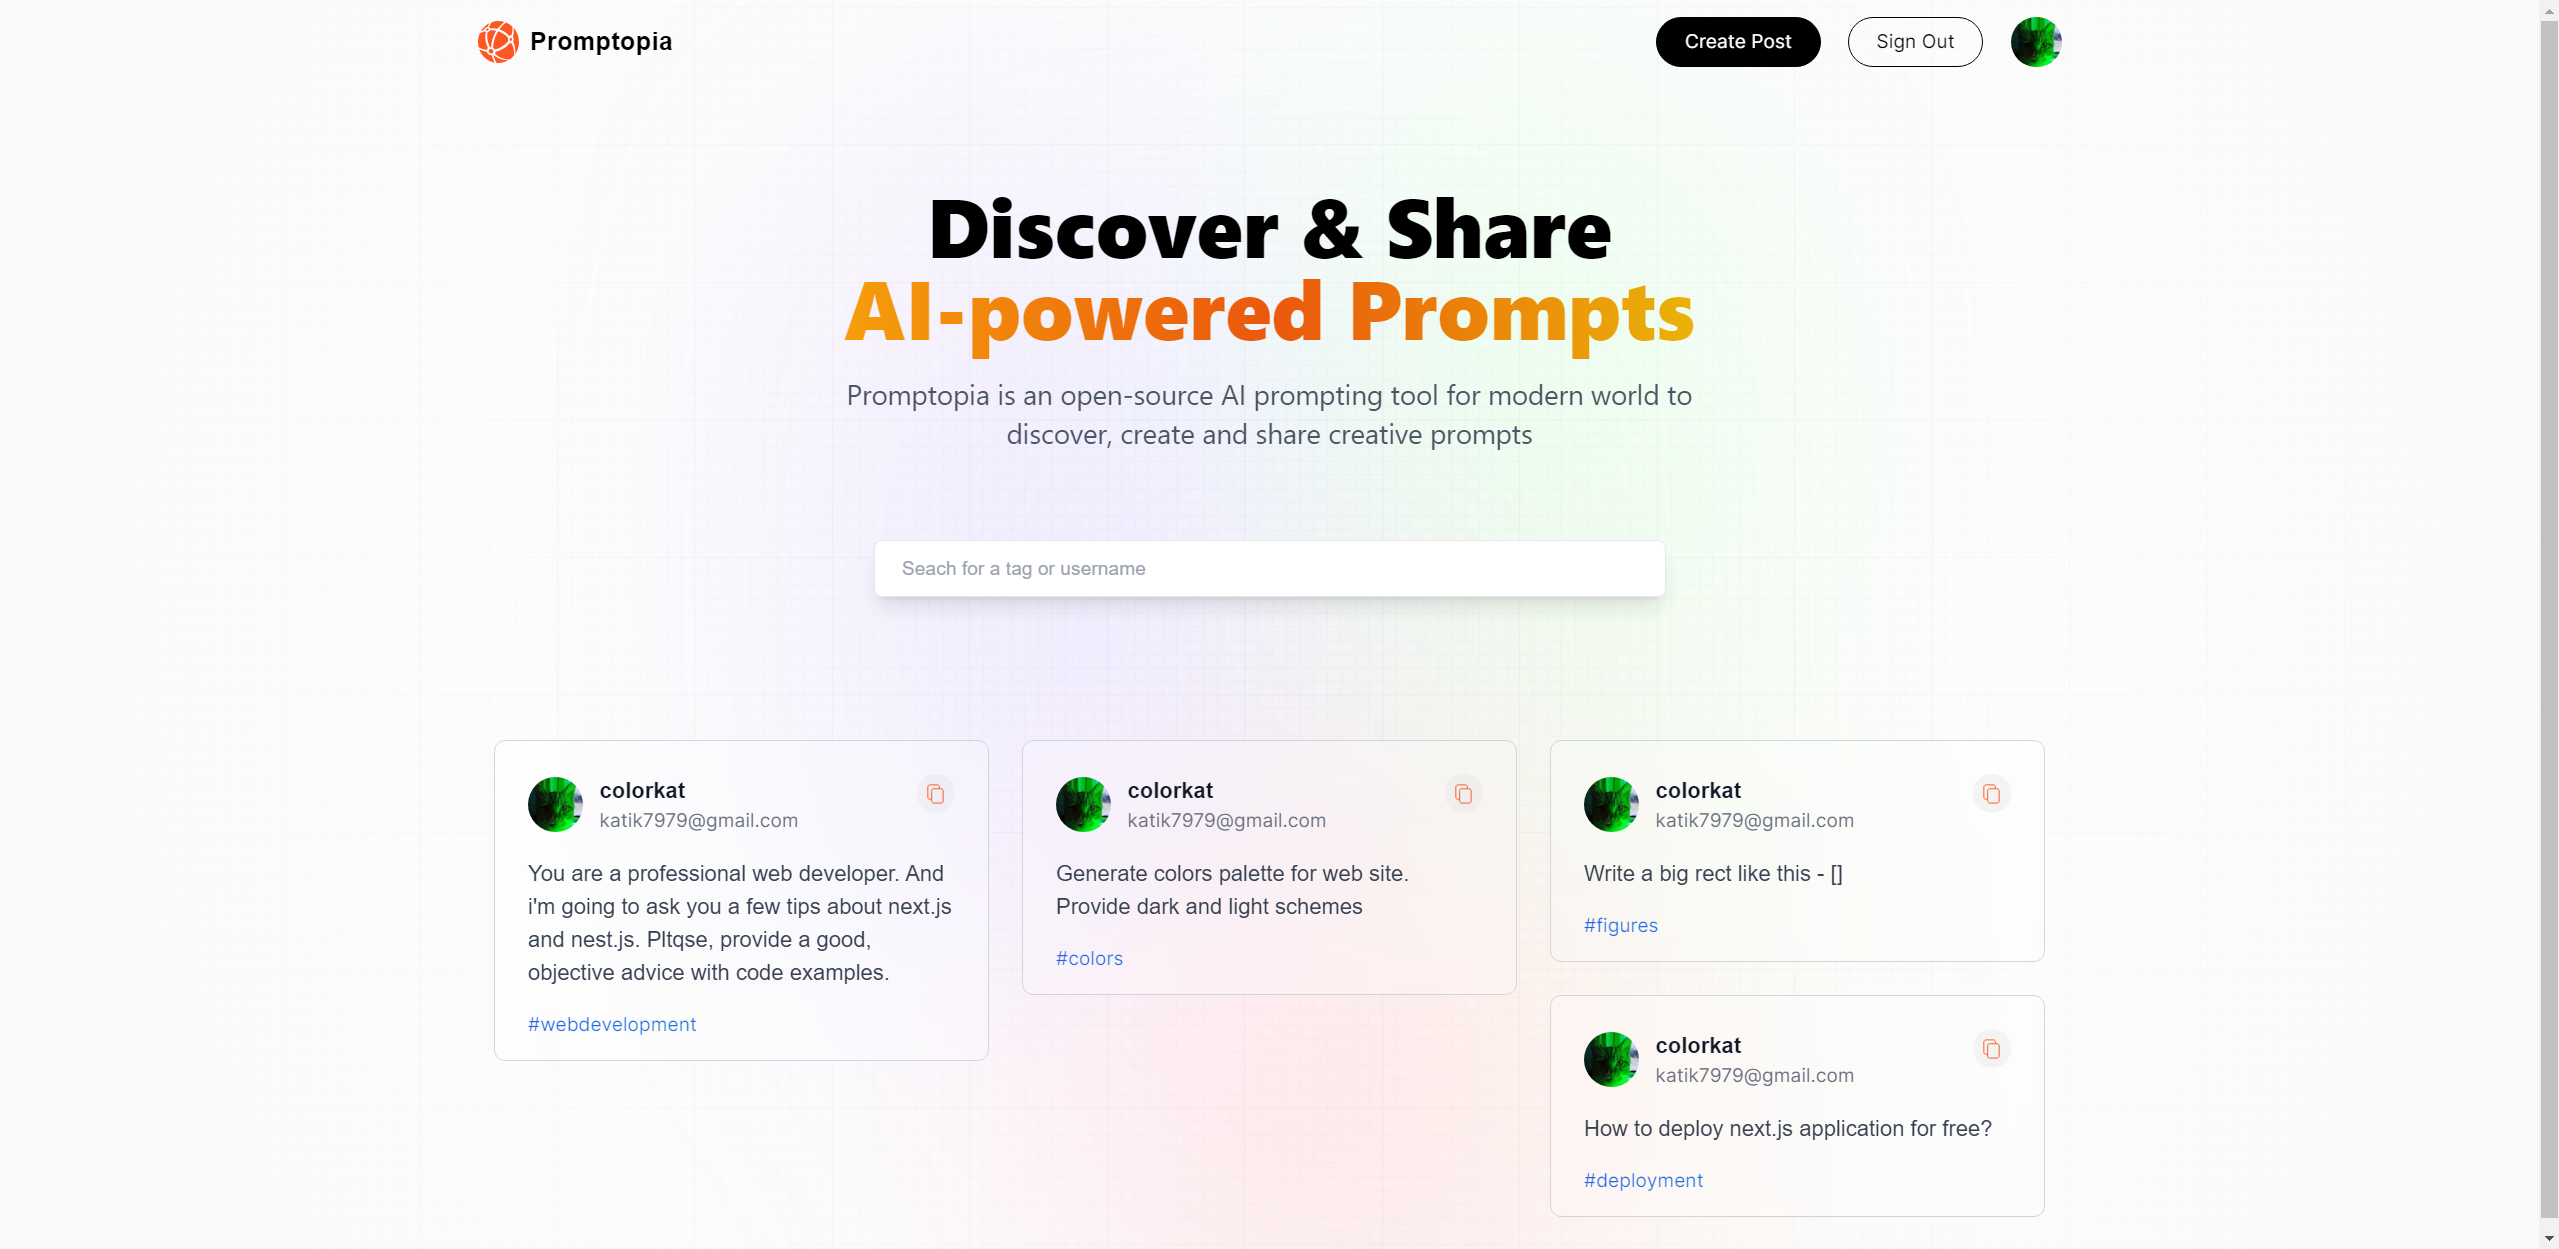 Promptopia
Create Post
Sign Out
Discover & Share
AI-powered Prompts
Promptopia is an open-source AI prompting tool for modern world to
discover, create and share creative prompts
Seach for a tag or username
colorkat
katik7979@gmail.com
You are a professional web developer. And
i'm going to ask you a few tips about next.js
and nest.js. Pltqse, provide a good,
objective advice with code examples.
#webdevelopment
colorkat
katik7979@gmail.com
Generate colors palette for web site.
Provide dark and light schemes
#colors
colorkat
katik7979@gmail.com
Write a big rect like this - []
#figures
colorkat
katik7979@gmail.com
How to deploy next.js application for free?
#deployment